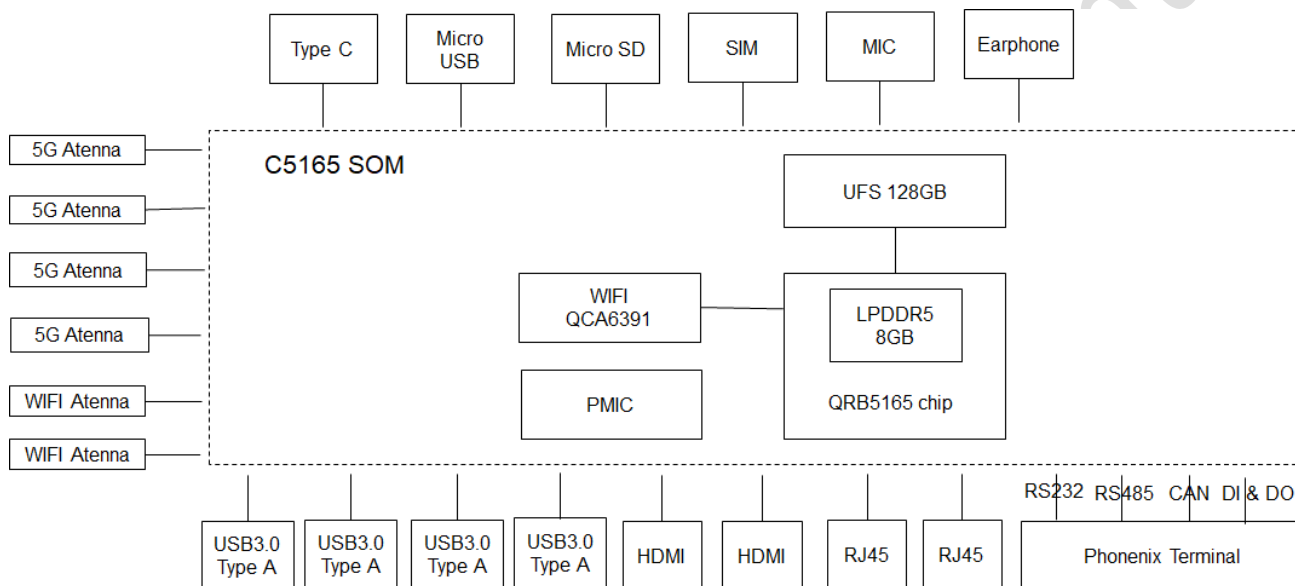 Type C
Micro
USB
Micro SD
SIM
MIC
Earphone
5G Atenna
5G Atenna
5G Atenna
5G Atenna
WIFI Atenna
WIFI Atenna
C5165 SOM
UFS 128GB
WIFI
QCA6391
LPDDR5
8GB
QRB5165 chip
PMIC
RS232 RS485 CAN DI & DO
USB3.0
Type A
USB3.0
Type A
USB3.0
Type A
USB3.0
Type A
HDMI
HDMI
RJ45
RJ45
Phonenix Terminal